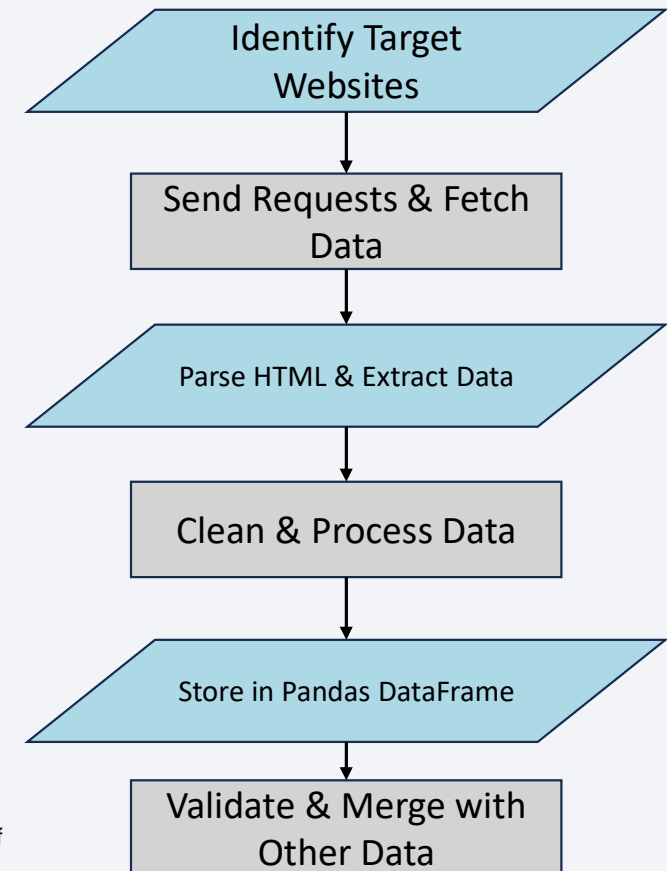 Identify Target
Websites
Send Requests & Fetch
Data
Parse HTML & Extract Data
Clean & Process Data
Store in Pandas DataFrame
Validate & Merge with
Other Data